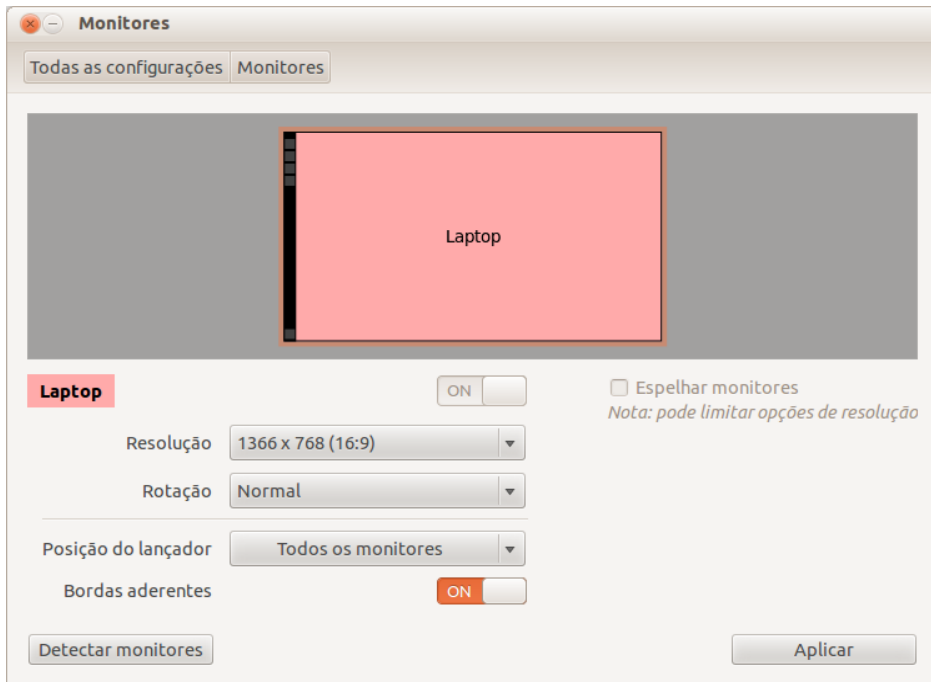 Monitores
Todas as configurações Monitores
Laptop
Laptop ON Espelhar monitores
Nota: pode limitar opções de resolução
Resolução 1366 x 768 (16:9)
Rotação Normal
Posição do lançador Todos os monitores
Bordas aderentes ON
Detectar monitores Aplicar